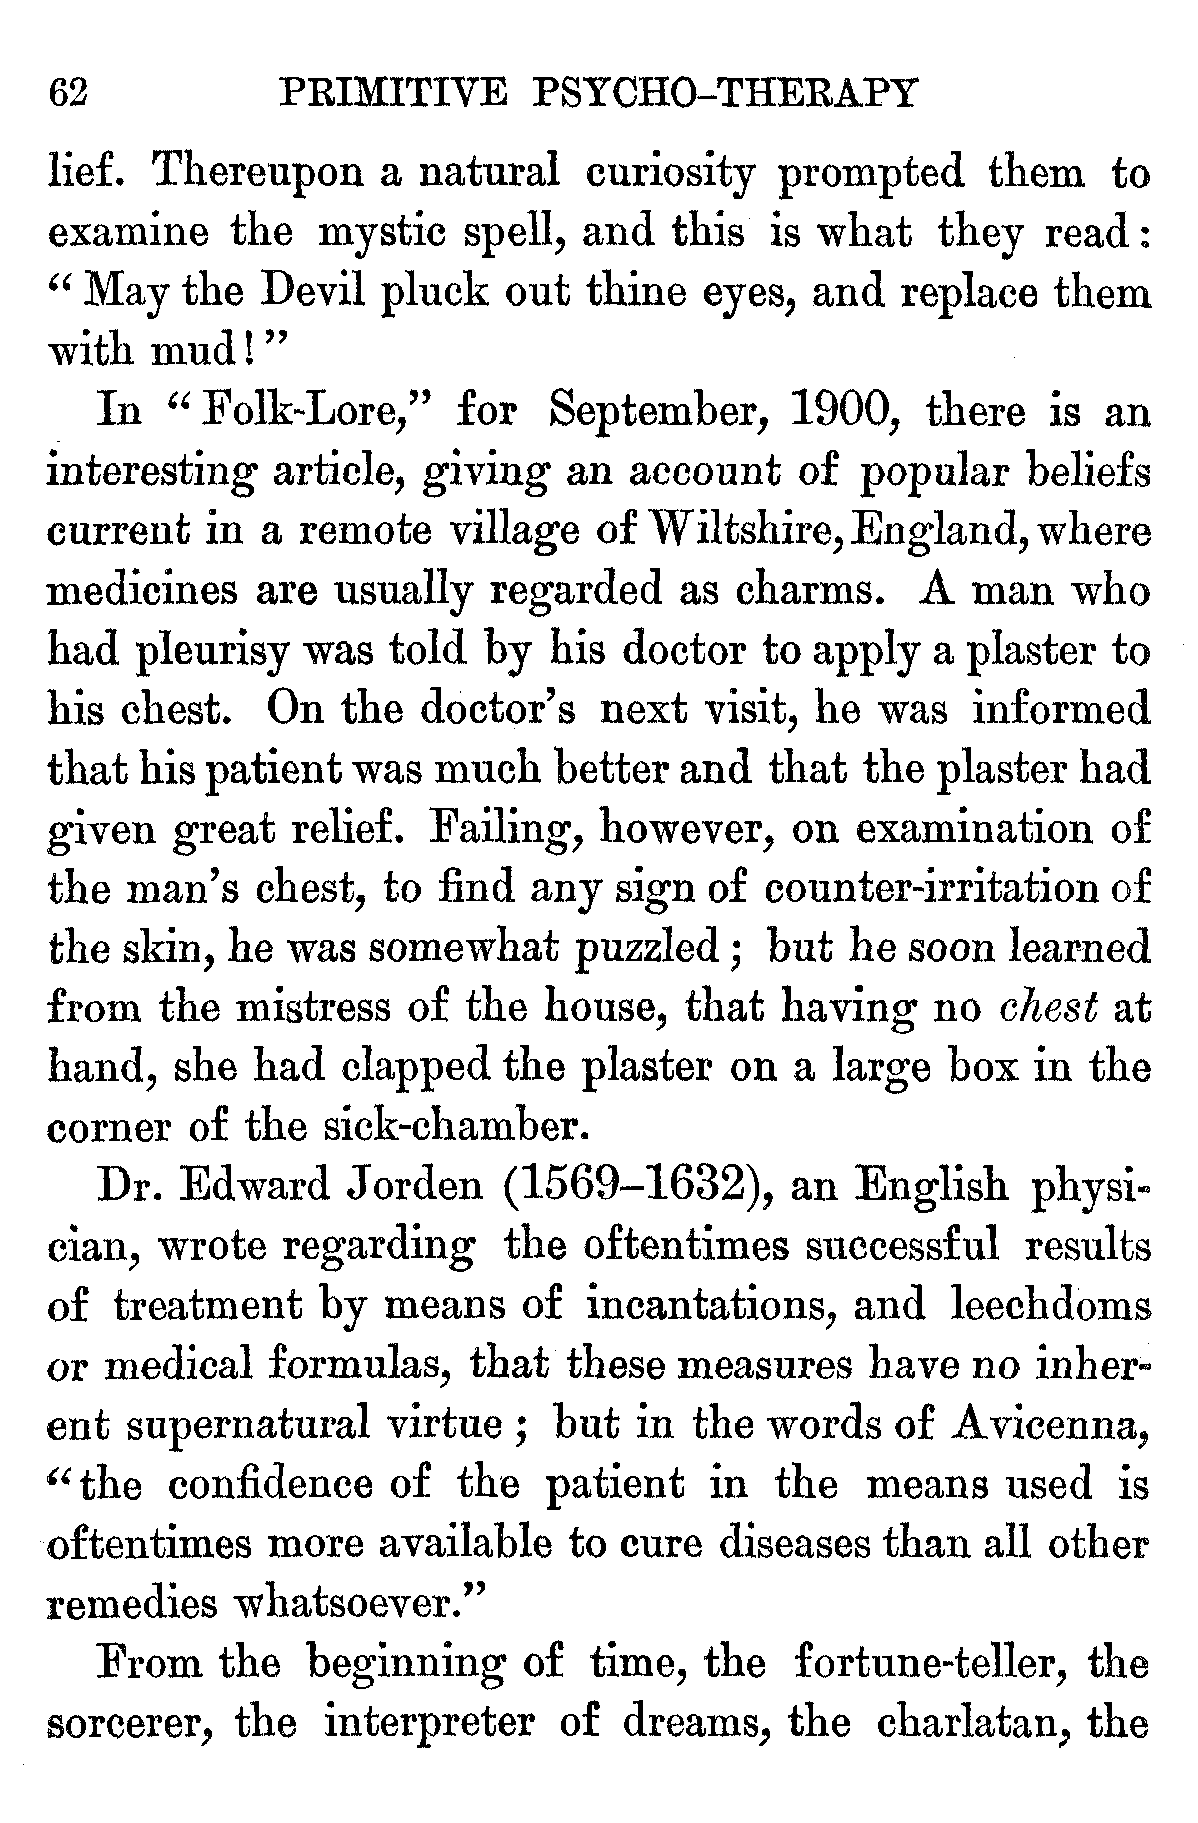 62 PRIMITIVE PSYCHO-THERAPY
lief. Thereupon a natural curiosity prompted them to
examine the mystic spell, and this is what they read:
“May the Devil pluck out thine eyes, and replace them
with mud!”
In “Folk-Lore,” for September, 1900, there is an
interesting article, giving an account of popular beliefs
current in a remote village of Wiltshire, England, where
medicines are usually regarded as charms. A man who
had pleurisy was told by his doctor to apply a plaster to
his chest. On the doctor’s next visit, he was informed
that his patient was much better and that the plaster had
given great relief. Failing, however, on examination of
the man’s chest, to find any sign of counter-irritation of
the skin, he was somewhat puzzled; but he soon learned
from the mistress of the house, that having no chest at
hand, she had clapped the plaster on a large box in the
corner of the sick-chamber.
Dr. Edward Jorden (1569–1632), an English physi-
cian, wrote regarding the oftentimes successful results
of treatment by means of incantations, and leechdoms
or medical formulas, that these measures have no inher-
ent supernatural virtue; but in the words of Avicenna,
“the confidence of the patient in the means used is
oftentimes more available to cure diseases than all other
remedies whatsoever.”
From the beginning of time, the fortune-teller, the
sorcerer, the interpreter of dreams, the charlatan, the